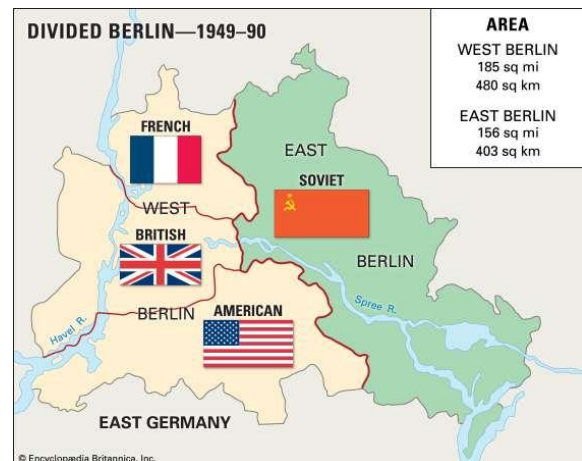 DIVIDED BERLIN—1949–90
AREA
WEST BERLIN
185 sq mi
480 sq km
EAST BERLIN
156 sq mi
403 sq km
FRENCH
EAST
SOVIET
WEST
BRITISH
BERLIN
Spree R.
Havel R.
BERLIN
AMERICAN
EAST GERMANY
© Encyclopædia Britannica, Inc.